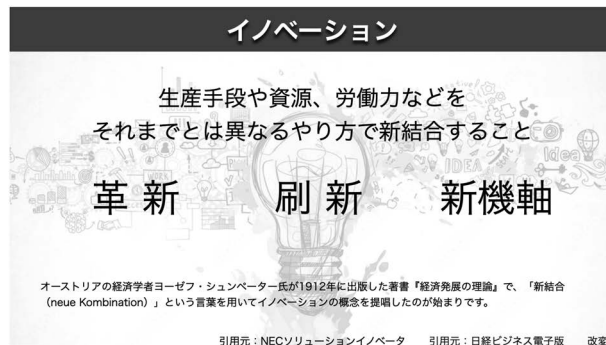 イノベーション
生産手段や資源、労働力などを
それまでとは異なるやり方で新結合すること
革 新 刷 新 新機軸
オーストリアの経済学者ヨーゼフ・シュンペーター氏が1912年に出版した著書『経済発展の理論』で、「新結合
（neue Kombination）」という言葉を用いてイノベーションの概念を提唱したのが始まりです。
引用元：NECソリューションイノベータ 引用元：日経ビジネス電子版 改変
IDEA
Idea